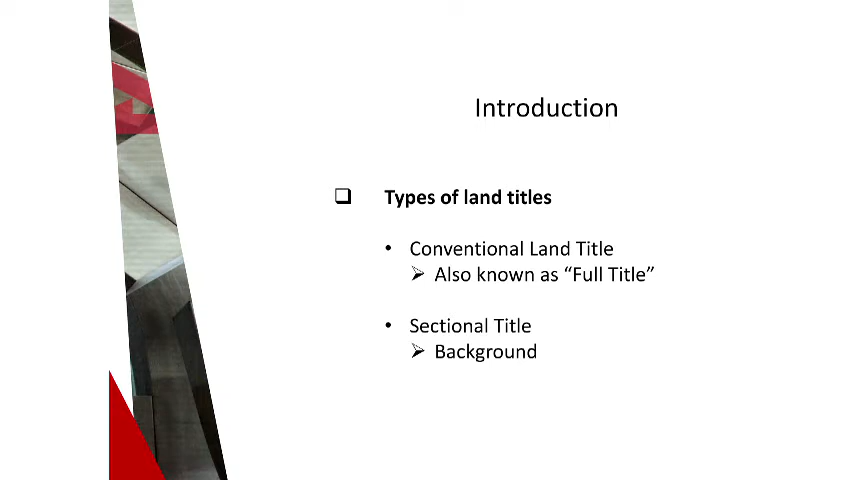 Introduction
❑ Types of land titles
• Conventional Land Title
➢ Also known as “Full Title”
• Sectional Title
➢ Background